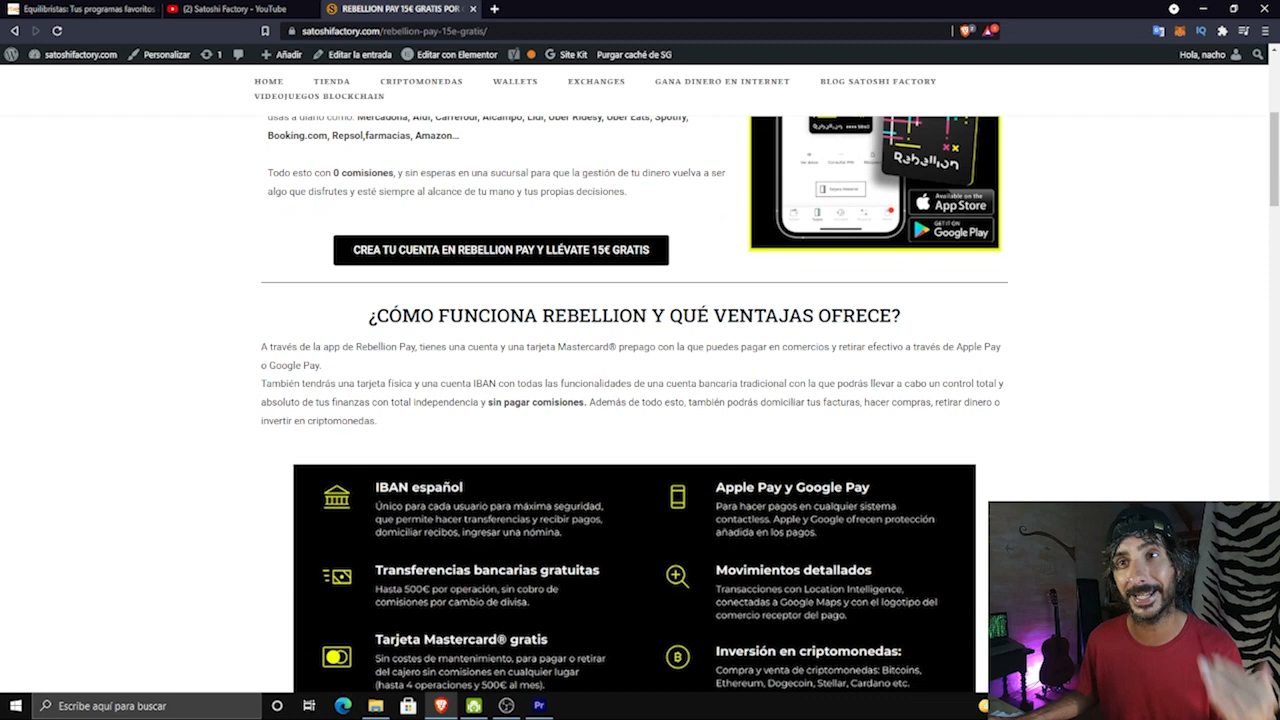 Equilibristas: Tus programas favoritos
(2) Satoshi Factory - YouTube
REBELLION PAY 15€ GRATIS POR
satoshifactory.com/rebellion-pay-15e-gratis/
satoshifactory.com
Personalizar
1
Añadir
Editar la entrada
Editar con Elementor
Site Kit
Purgar caché de SG
Hola, nacho
HOME
TIENDA
CRIPTOMONEDAS
WALLETS
EXCHANGES
GANA DINERO EN INTERNET
BLOG SATOSHI FACTORY
VIDEOJUEGOS BLOCKCHAIN
usas a diario como: Mercadona, Aldi, Carrefour, Alcampo, Lidl, Uber Ridesy, Uber Eats, Spotify,
Booking.com, Repsol,farmacias, Amazon...
Todo esto con 0 comisiones, y sin esperas en una sucursal para que la gestión de tu dinero vuelva a ser
algo que disfrutes y esté siempre al alcance de tu mano y tus propias decisiones.
Rebellion
Available on the
App Store
GET IT ON
Google Play
CREA TU CUENTA EN REBELLION PAY Y LLÉVATE 15€ GRATIS
¿CÓMO FUNCIONA REBELLION Y QUÉ VENTAJAS OFRECE?
A través de la app de Rebellion Pay, tienes una cuenta y una tarjeta Mastercard® prepago con la que puedes pagar en comercios y retirar efectivo a través de Apple Pay
o Google Pay.
También tendrás una tarjeta física y una cuenta IBAN con todas las funcionalidades de una cuenta bancaria tradicional con la que podrás llevar a cabo un control total y
absoluto de tus finanzas con total independencia y sin pagar comisiones. Además de todo esto, también podrás domiciliar tus facturas, hacer compras, retirar dinero o
invertir en criptomonedas.
IBAN español
Único para cada usuario para máxima seguridad,
que permite hacer transferencias y recibir pagos,
domiciliar recibos, ingresar una nómina.
Apple Pay y Google Pay
Para hacer pagos en cualquier sistema
contactless. Apple y Google ofrecen protección
añadida en los pagos.
Transferencias bancarias gratuitas
Hasta 500€ por operación, sin cobro de
comisiones por cambio de divisa.
Movimientos detallados
Transacciones con Location Intelligence,
conectadas a Google Maps y con el logotipo del
comercio receptor del pago.
Tarjeta Mastercard® gratis
Sin costes de mantenimiento, para pagar o retirar
del cajero sin comisiones en cualquier lugar
(hasta 4 operaciones y 500€ al mes).
Inversión en criptomonedas:
Compra y venta de criptomonedas: Bitcoins,
Ethereum, Dogecoin, Stellar, Cardano etc.
Escribe aquí para buscar